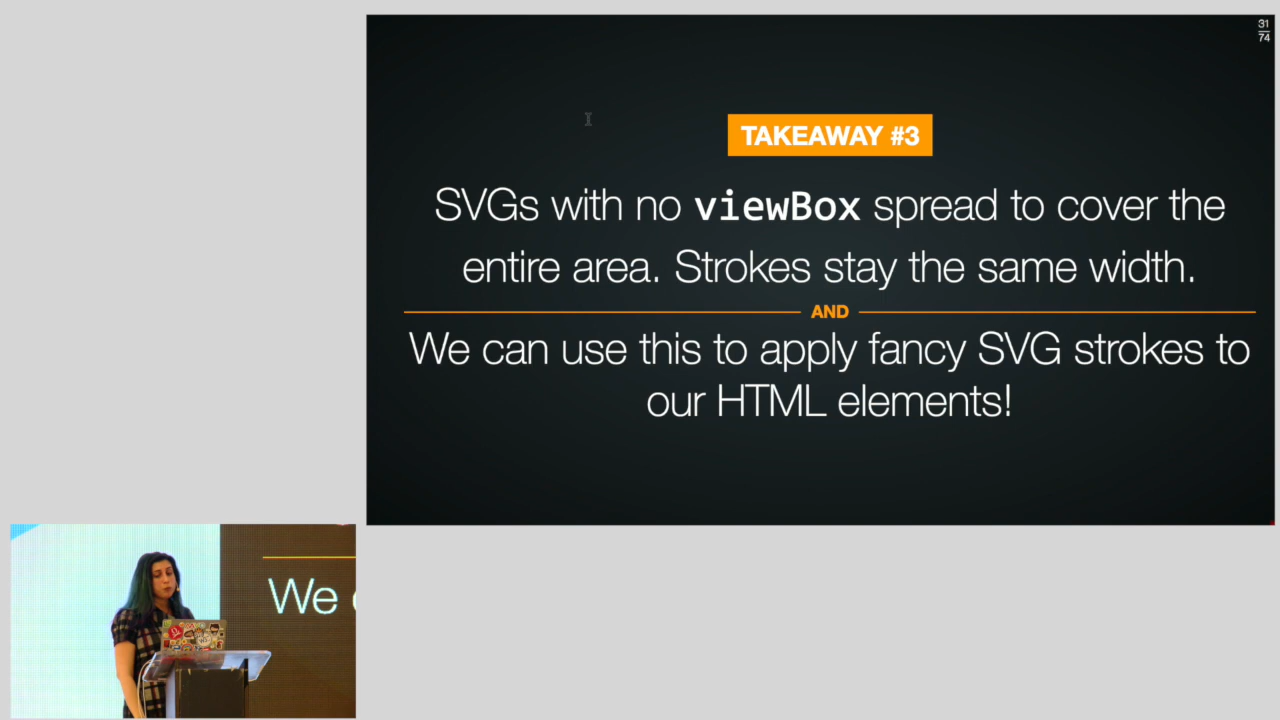 31
74
TAKEAWAY #3
SVGs with no viewBox spread to cover the
entire area. Strokes stay the same width.
AND
We can use this to apply fancy SVG strokes to
our HTML elements!
We